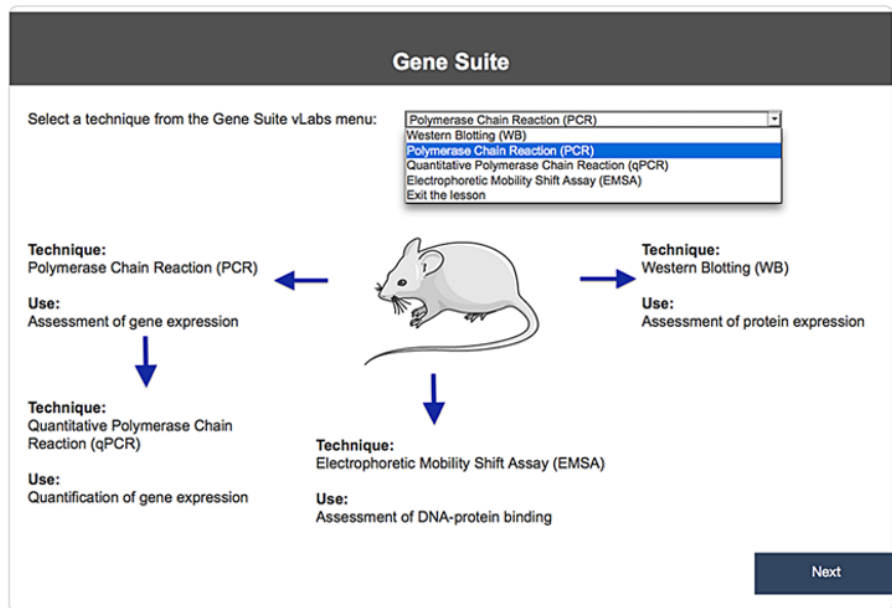 Gene Suite
Select a technique from the Gene Suite vLabs menu:
Polymerase Chain Reaction (PCR)
Western Blotting (WB)
Polymerase Chain Reaction (PCR)
Quantitative Polymerase Chain Reaction (qPCR)
Electrophoretic Mobility Shift Assay (EMSA)
Exit the lesson
Technique:
Polymerase Chain Reaction (PCR)
Use:
Assessment of gene expression
Technique:
Western Blotting (WB)
Use:
Assessment of protein expression
Technique:
Quantitative Polymerase Chain
Reaction (qPCR)
Use:
Quantification of gene expression
Technique:
Electrophoretic Mobility Shift Assay (EMSA)
Use:
Assessment of DNA-protein binding
Next